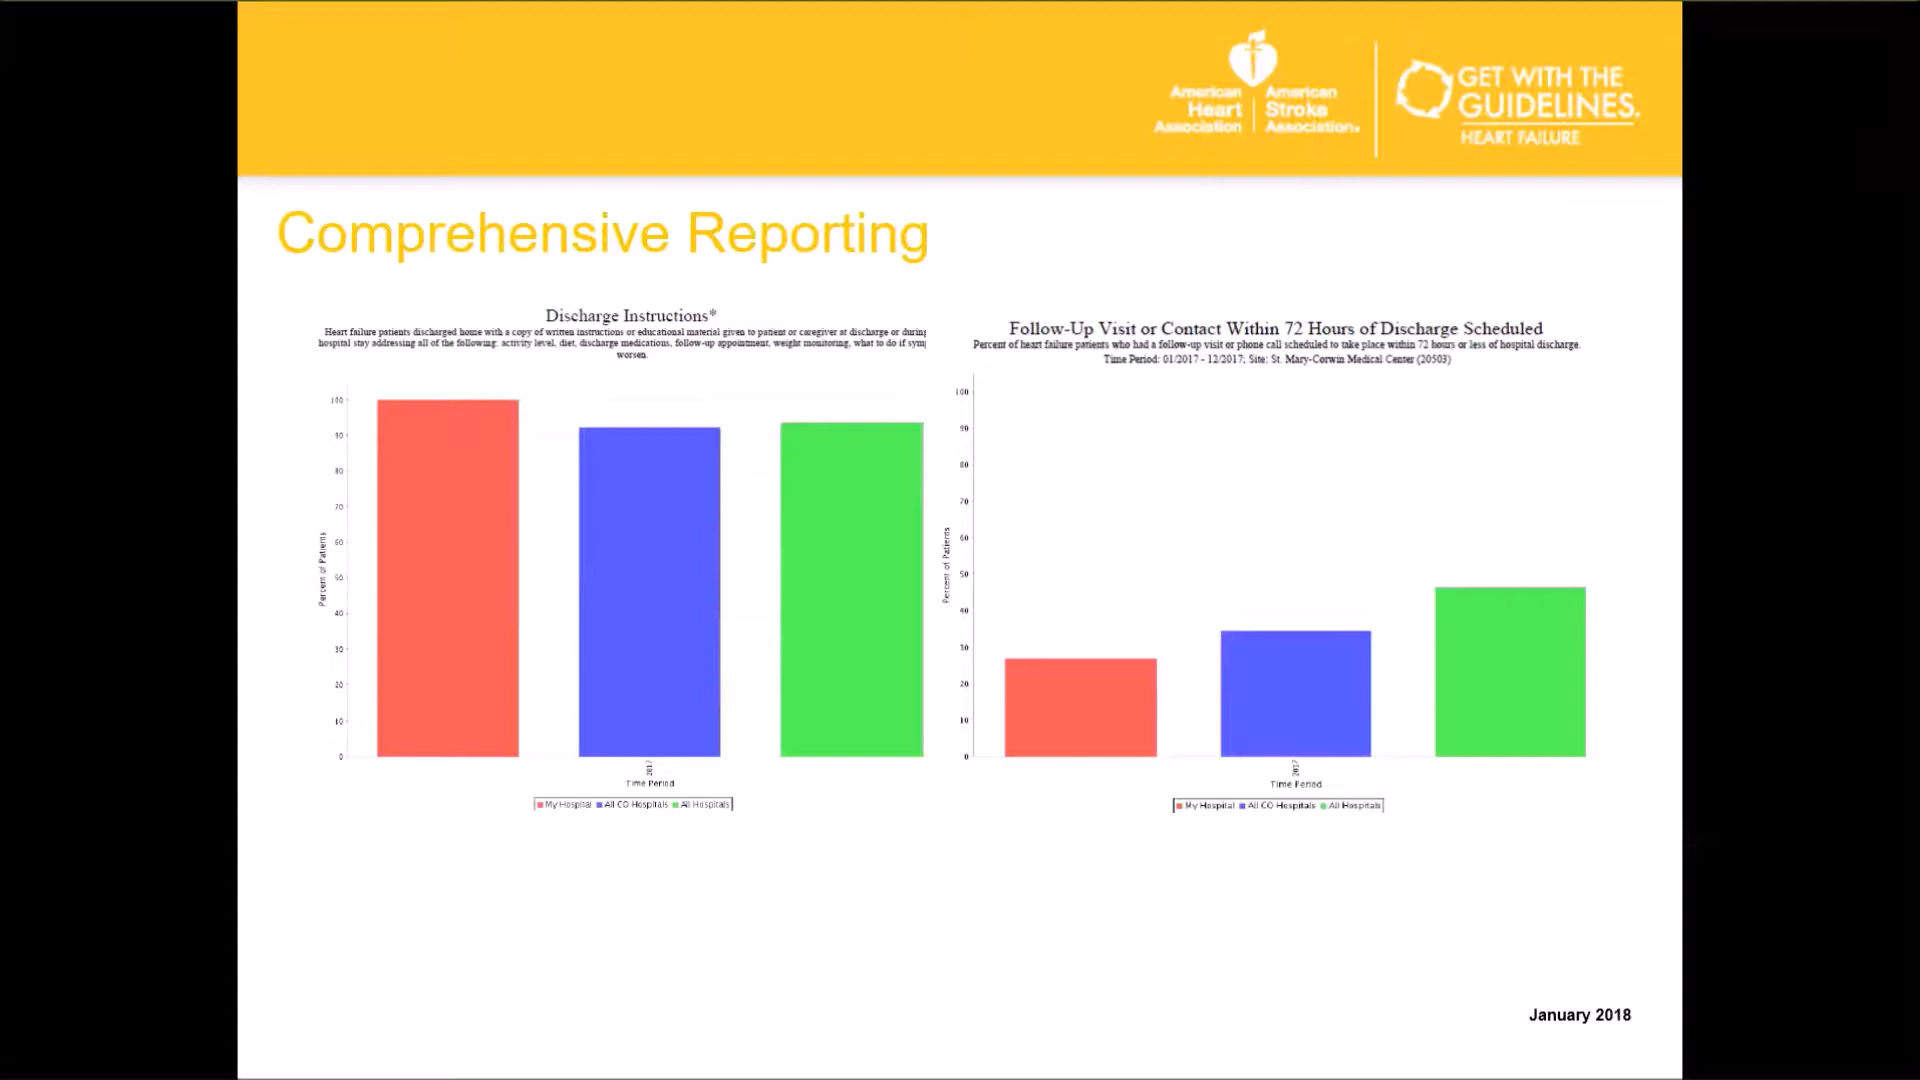 American
Heart
Association
American
Stroke
Association®
GET WITH THE
GUIDELINES®
HEART FAILURE
Comprehensive Reporting
Discharge Instructions*
Heart failure patients discharged home with a copy of written instructions or educational material given to patient or caregiver at discharge or during
hospital stay addressing all of the following: activity level, diet, discharge medications, follow-up appointment, weight monitoring, what to do if sym
worsen.
100
90
80
70
60
50
40
30
20
10
0
Percent of Patients
2017
Time Period
My Hospital All CO Hospitals All Hospitals
Follow-Up Visit or Contact Within 72 Hours of Discharge Scheduled
Percent of heart failure patients who had a follow-up visit or phone call scheduled to take place within 72 hours or less of hospital discharge.
Time Period: 01/2017 - 12/2017; Site: St. Mary-Corwin Medical Center (20503)
100
90
80
70
60
50
40
30
20
10
0
Percent of Patients
2017
Time Period
My Hospital All CO Hospitals All Hospitals
January 2018